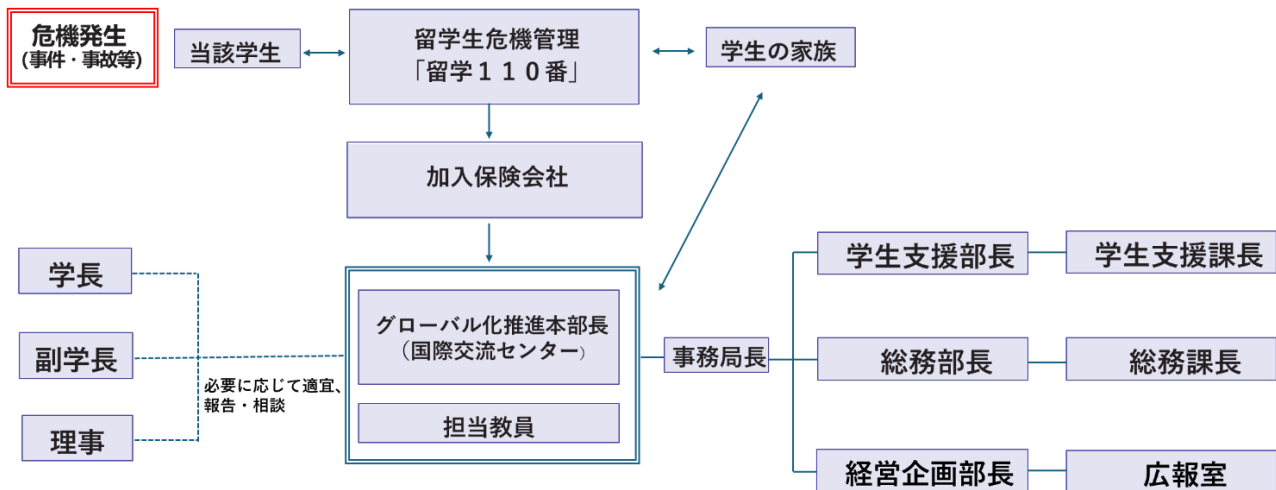 危機発生
(事件・事故等)
当該学生
留学生危機管理
「留学１１０番」
学生の家族
加入保険会社
学長
副学長
理事
必要に応じて適宜、
報告・相談
グローバル化推進本部長
(国際交流センター)
担当教員
事務局長
学生支援部長
学生支援課長
総務部長
総務課長
経営企画部長
広報室